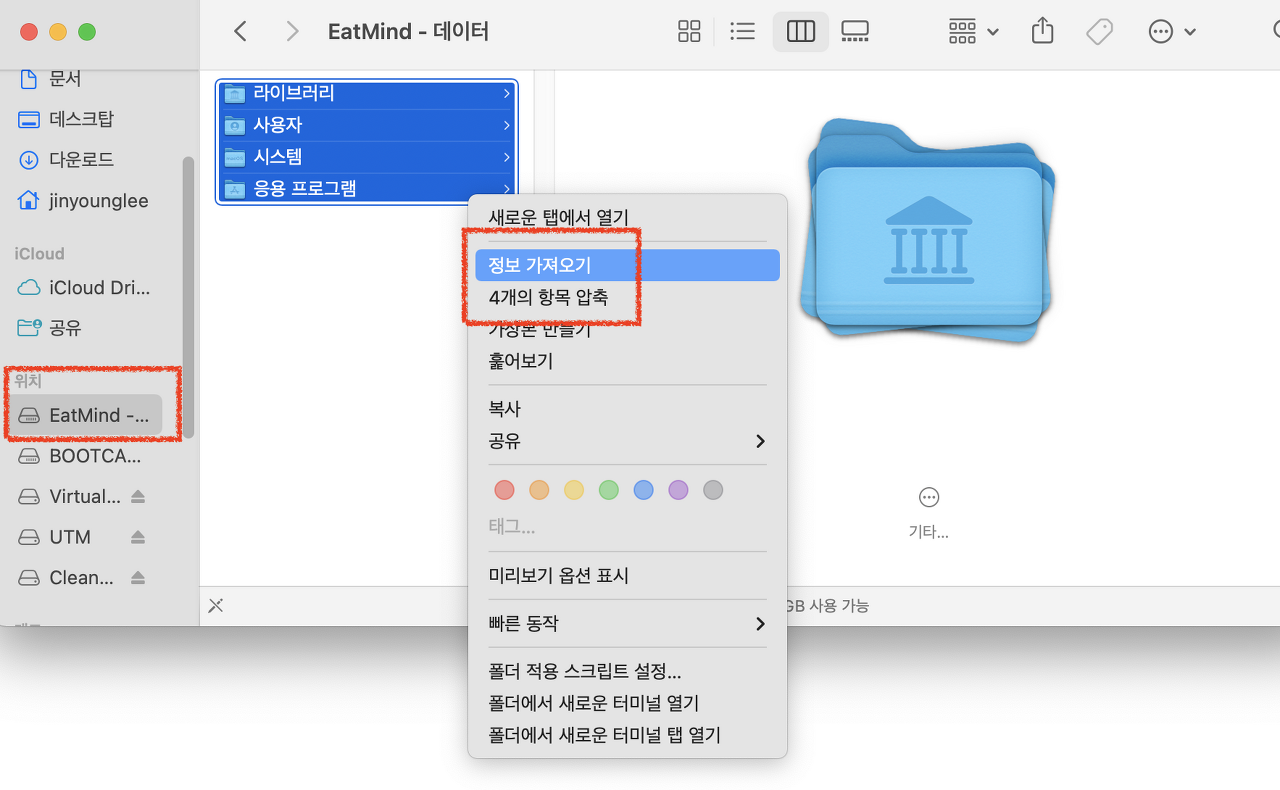 EatMind - 데이터
문서
데스크탑
다운로드
jinyounglee
iCloud
iCloud Dri...
공유
위치
EatMind -...
BOOTCA...
Virtual...
UTM
Clean...
라이브러리
사용자
시스템
응용 프로그램
새로운 탭에서 열기
정보 가져오기
4개의 항목 압축
가상본 만들기
훑어보기
복사
공유
태그...
미리보기 옵션 표시
빠른 동작
폴더 적용 스크립트 설정...
폴더에서 새로운 터미널 열기
폴더에서 새로운 터미널 탭 열기
기타...
GB 사용 가능